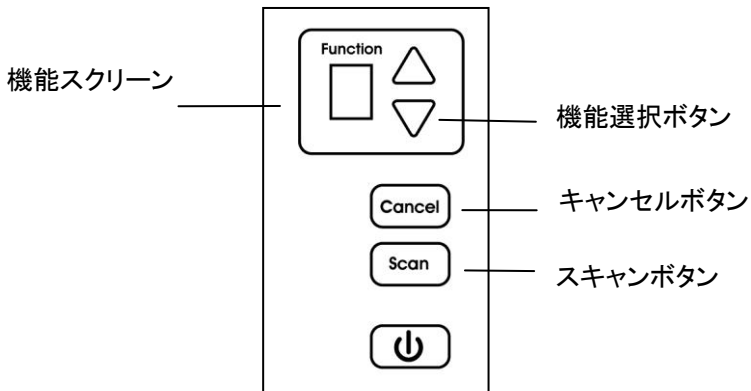 Function
機能スクリーン
機能選択ボタン
Cancel
キャンセルボタン
Scan
スキャンボタン